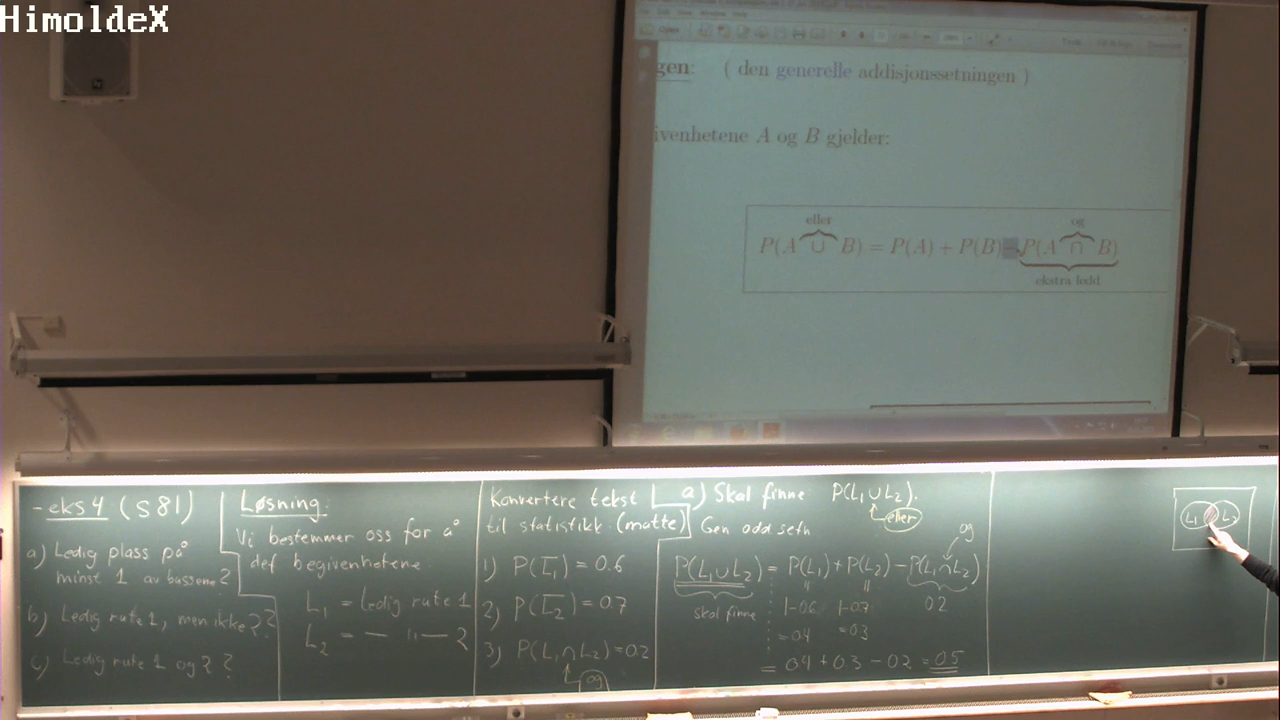 HimoldeX
gen: ( den generelle addisjonssetningen )
ivenhetene A og B gjelder:
eller og
P(A ∪ B) = P(A) + P(B) − P(A ∩ B)
ekstra ledd
- eks 4 (S 81)
a) Ledig plass på
minst 1 av bussene?
b) Ledig rute 1, men ikke 2?
c) Ledig rute 1 og 2?
Løsning:
Vi bestemmer oss for å
def begivenhetene:
L₁ = Ledig rute 1
L₂ = — 11 — 2
Konvertere tekst
til statistikk (matte)
1) P(L̅₁) = 0.6
2) P(L̅₂) = 0.7
3) P(L₁∩L₂) = 0.2
og
a) Skal finne P(L₁∪L₂).
eller
Gen add setn
og
P(L₁∪L₂) = P(L₁) + P(L₂) − P(L₁∩L₂)
skal finne 1-0.6 1-0.7 0.2
=0.4 =0.3
= 0.4 + 0.3 − 0.2 = 0.5
L₁ L₂